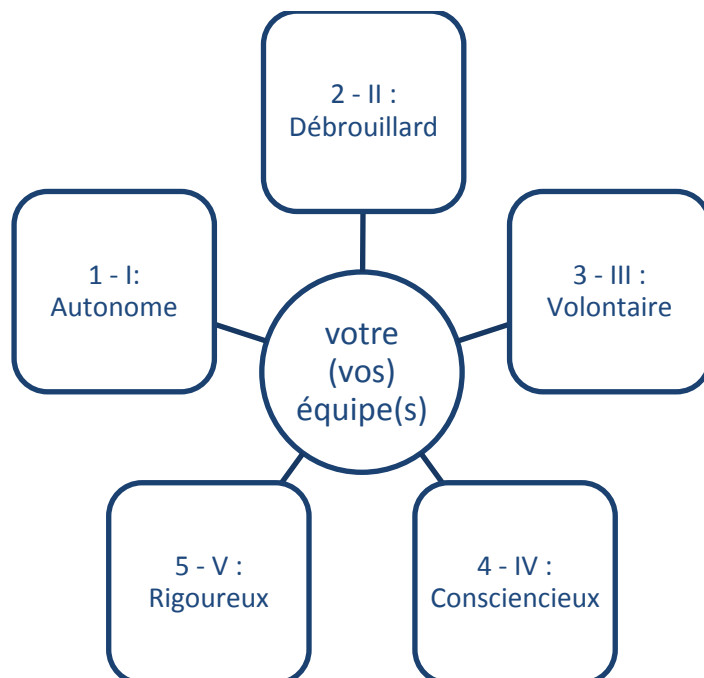 2 - II :
Débrouillard
1 - I:
Autonome
3 - III :
Volontaire
votre
(vos)
équipe(s)
5 - V :
Rigoureux
4 - IV :
Consciencieux